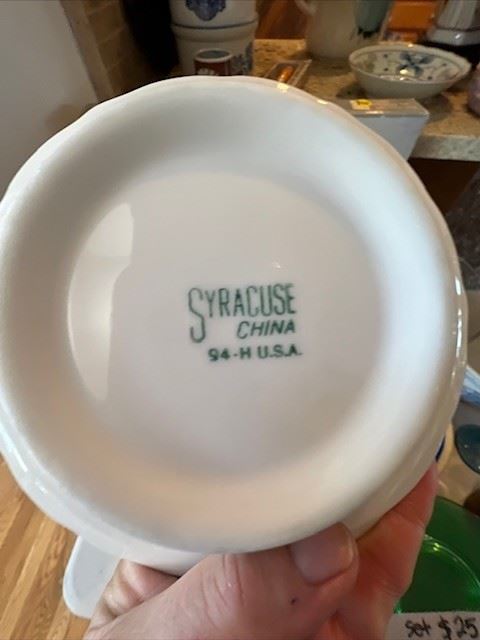 SYRACUSE
CHINA
94-H U.S.A.
set $25